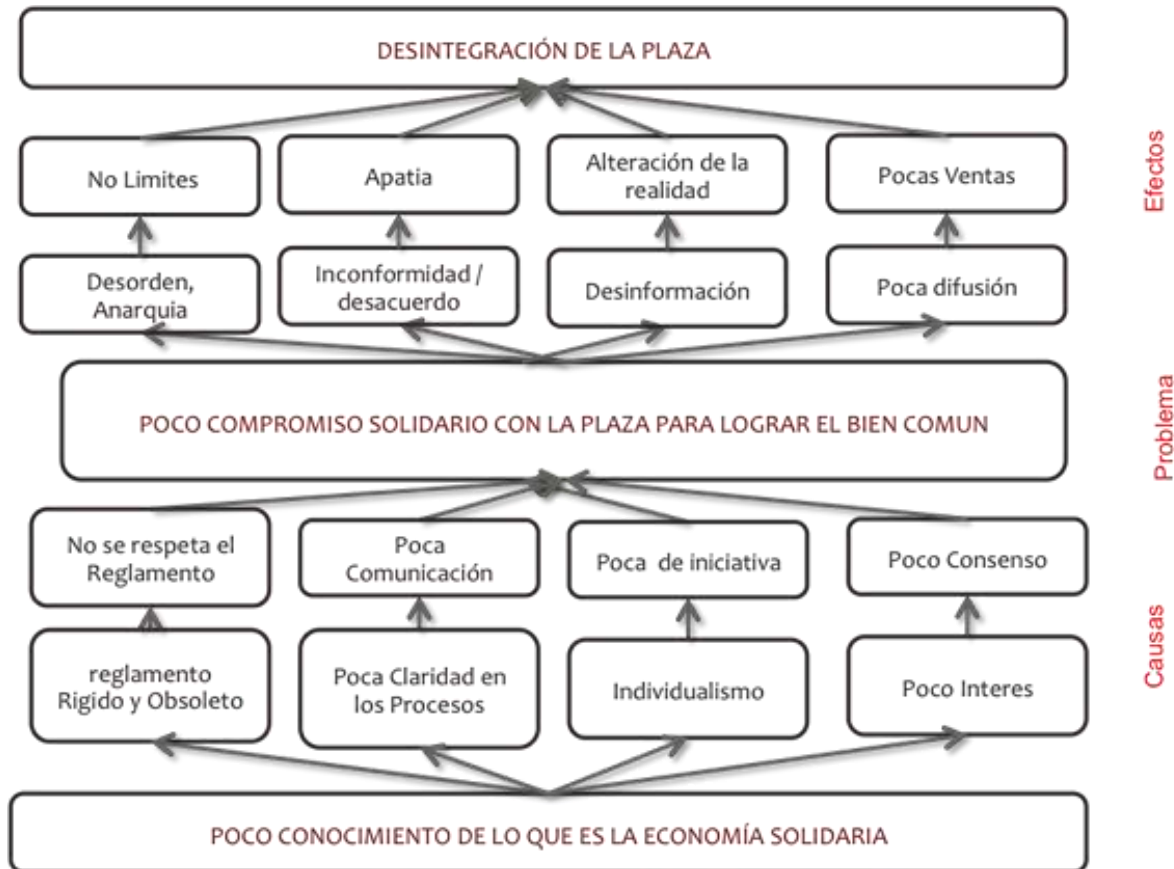 DESINTEGRACIÓN DE LA PLAZA
No Limites
Apatia
Alteración de la
realidad
Pocas Ventas
Efectos
Desorden,
Anarquia
Inconformidad /
desacuerdo
Desinformación
Poca difusión
POCO COMPROMISO SOLIDARIO CON LA PLAZA PARA LOGRAR EL BIEN COMUN
Problema
No se respeta el
Reglamento
Poca
Comunicación
Poca de iniciativa
Poco Consenso
Causas
reglamento
Rigido y Obsoleto
Poca Claridad en
los Procesos
Individualismo
Poco Interes
POCO CONOCIMIENTO DE LO QUE ES LA ECONOMÍA SOLIDARIA